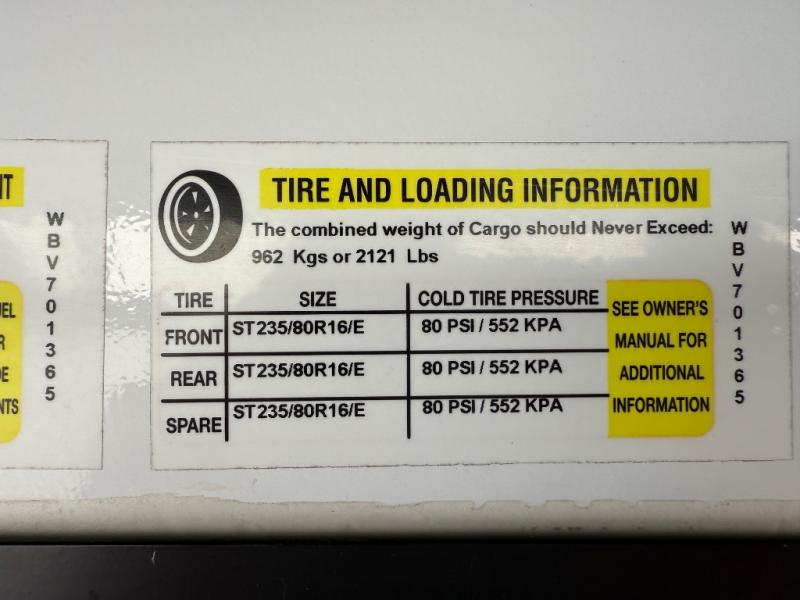 W
B
V
7
0
1
3
6
5
TIRE AND LOADING INFORMATION
The combined weight of Cargo should Never Exceed:
962 Kgs or 2121 Lbs
TIRE SIZE COLD TIRE PRESSURE
FRONT ST235/80R16/E 80 PSI / 552 KPA
REAR ST235/80R16/E 80 PSI / 552 KPA
SPARE ST235/80R16/E 80 PSI / 552 KPA
SEE OWNER'S
MANUAL FOR
ADDITIONAL
INFORMATION
W
B
V
7
0
1
3
6
5